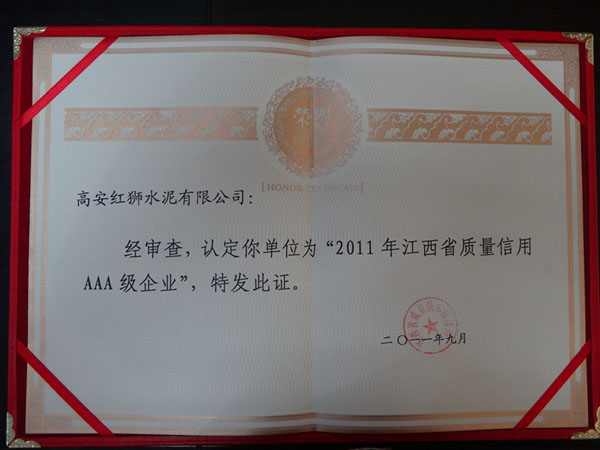 荣誉
[HONOR CERTIFICATE]
高安红狮水泥有限公司：
经审查，认定你单位为“2011年江西省质量信用
AAA级企业”，特发此证。
二〇一一年九月